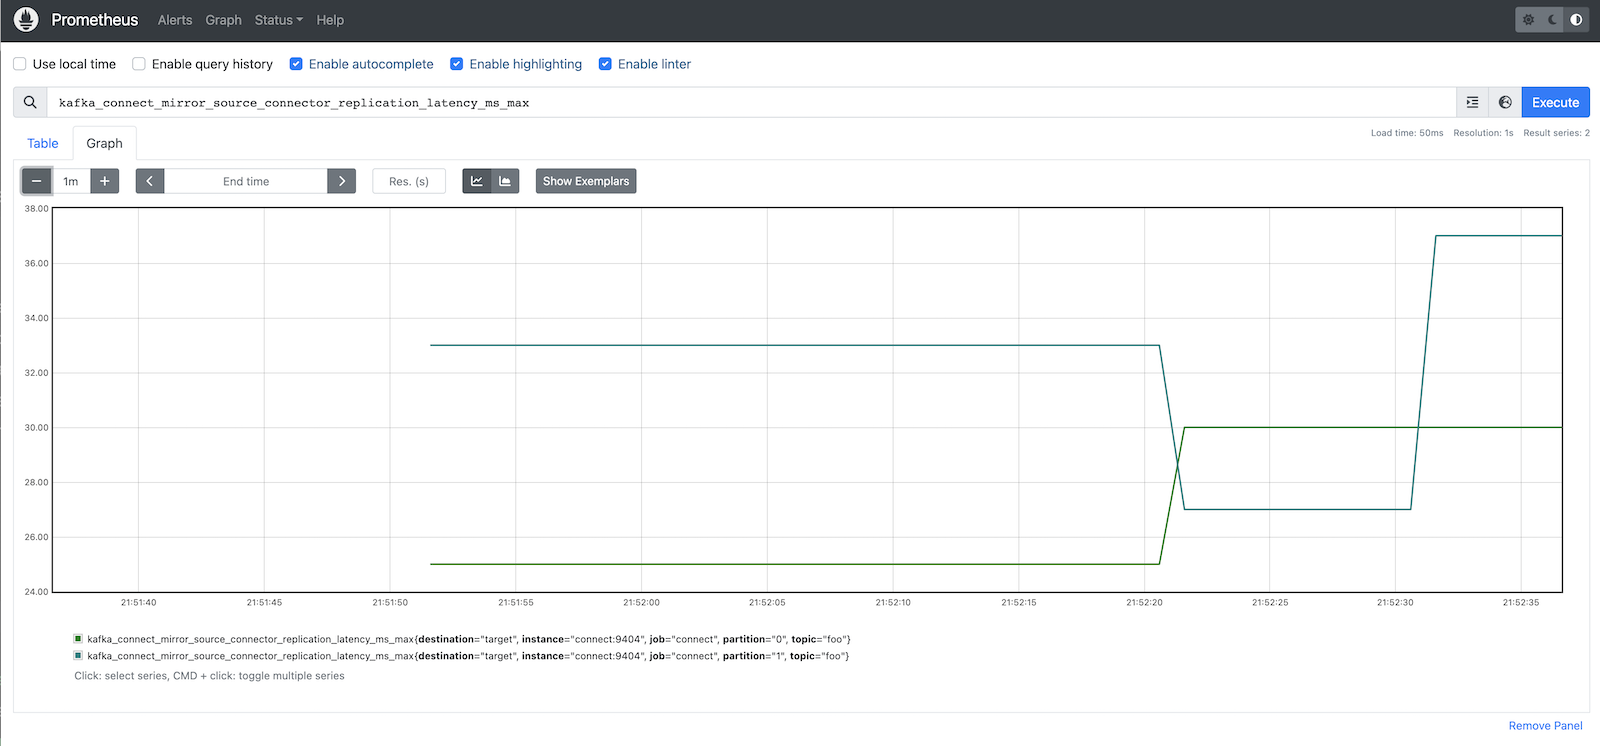 Prometheus Alerts Graph Status Help
Use local time Enable query history Enable autocomplete Enable highlighting Enable linter
kafka_connect_mirror_source_connector_replication_latency_ms_max Execute
Load time: 50ms Resolution: 1s Result series: 2
Table Graph
− 1m + End time Res. (s) Show Exemplars
38.00
36.00
34.00
32.00
30.00
28.00
26.00
24.00
21:51:40 21:51:45 21:51:50 21:51:55 21:52:00 21:52:05 21:52:10 21:52:15 21:52:20 21:52:25 21:52:30 21:52:35
kafka_connect_mirror_source_connector_replication_latency_ms_max{destination="target", instance="connect:9404", job="connect", partition="0", topic="foo"}
kafka_connect_mirror_source_connector_replication_latency_ms_max{destination="target", instance="connect:9404", job="connect", partition="1", topic="foo"}
Click: select series, CMD + click: toggle multiple series
Remove Panel